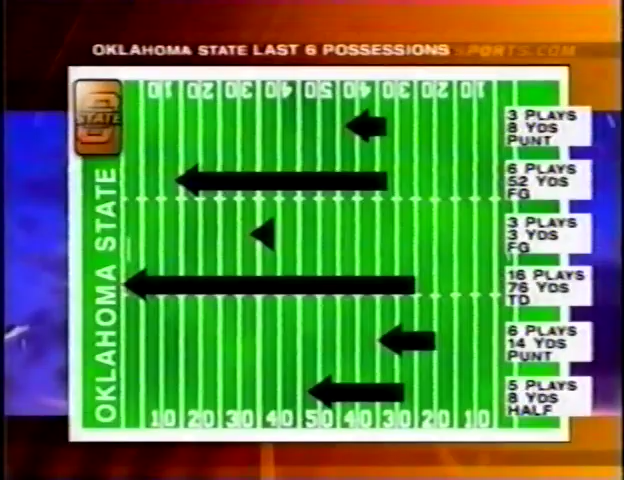 OKLAHOMA STATE LAST 6 POSSESSIONS SPORTS.COM
10 20 30 40 50 40 30 20 10
STATE
3 PLAYS
8 YDS
PUNT
6 PLAYS
52 YDS
FG
3 PLAYS
3 YDS
FG
OKLAHOMA STATE
16 PLAYS
76 YDS
TD
6 PLAYS
14 YDS
PUNT
5 PLAYS
8 YDS
HALF
10 20 30 40 50 40 30 20 10